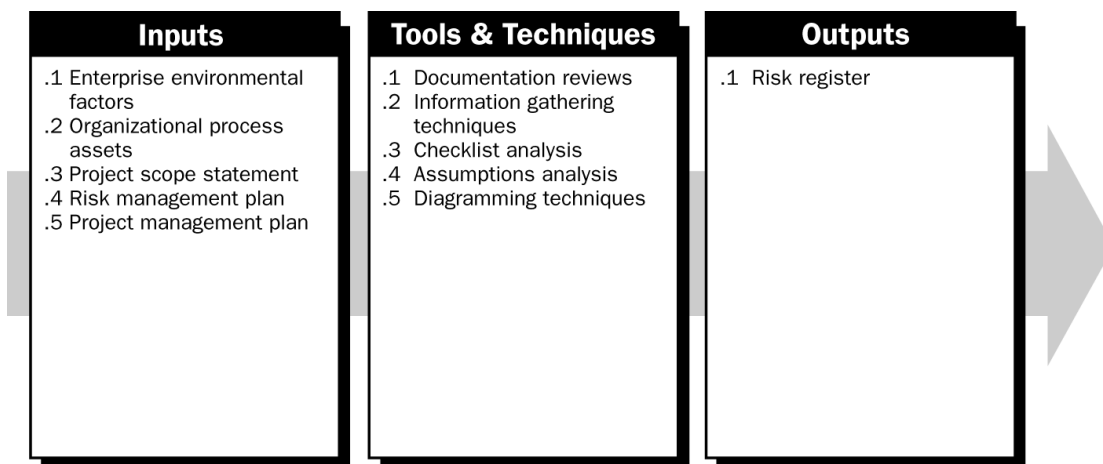 Inputs
.1 Enterprise environmental
factors
.2 Organizational process
assets
.3 Project scope statement
.4 Risk management plan
.5 Project management plan
Tools & Techniques
.1 Documentation reviews
.2 Information gathering
techniques
.3 Checklist analysis
.4 Assumptions analysis
.5 Diagramming techniques
Outputs
.1 Risk register